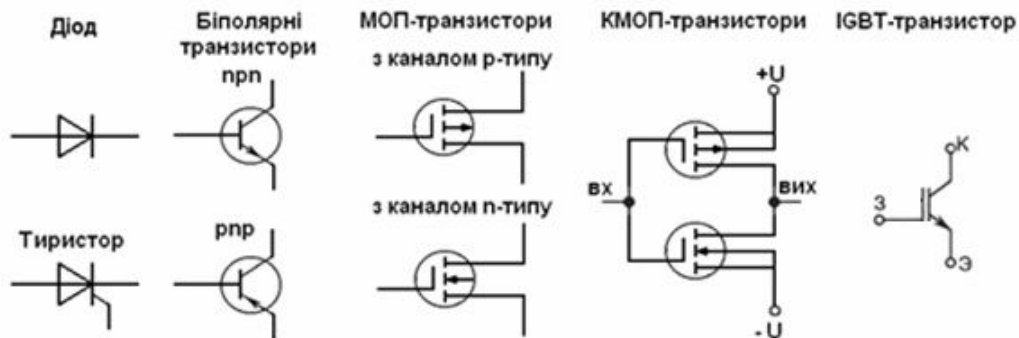 Діод
Біполярні
транзистори
npn
МОП-транзистори
з каналом p-типу
КМОП-транзистори
+U
IGBT-транзистор
К
З
Э
вх
вих
з каналом n-типу
Тиристор
pnp
- U